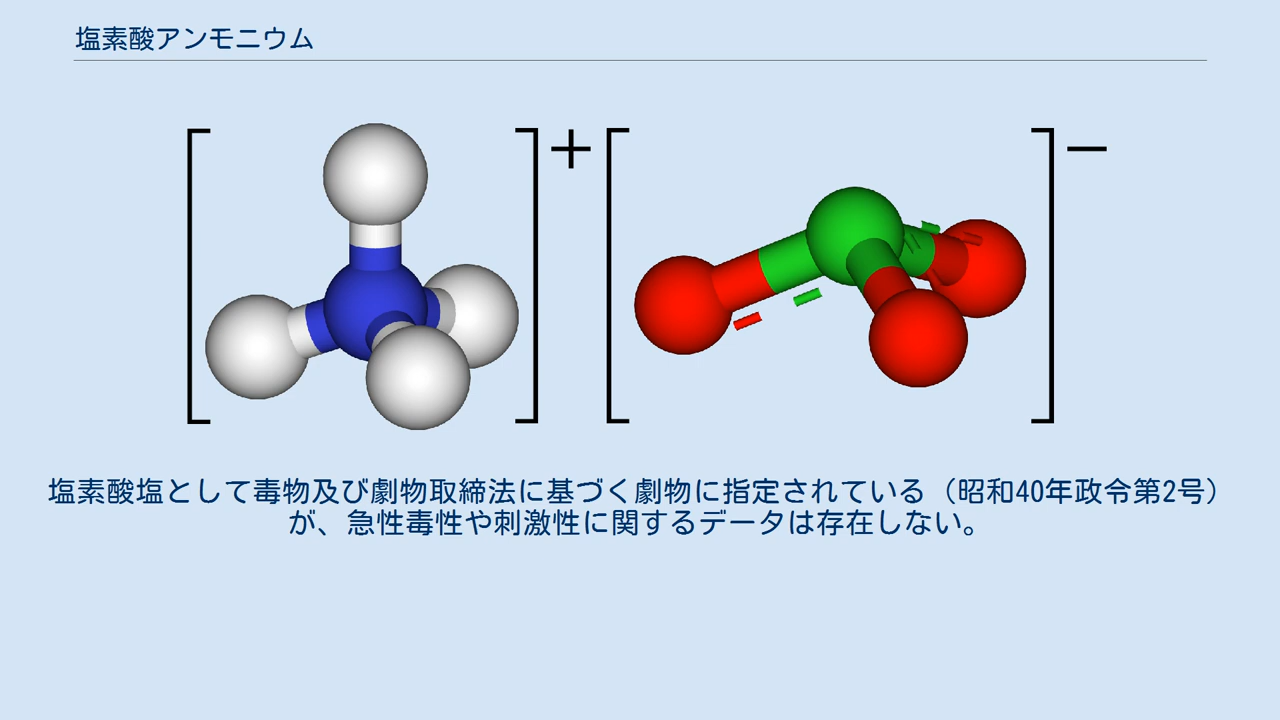 塩素酸アンモニウム
+
−
塩素酸塩として毒物及び劇物取締法に基づく劇物に指定されている（昭和40年政令第2号）
が、急性毒性や刺激性に関するデータは存在しない。